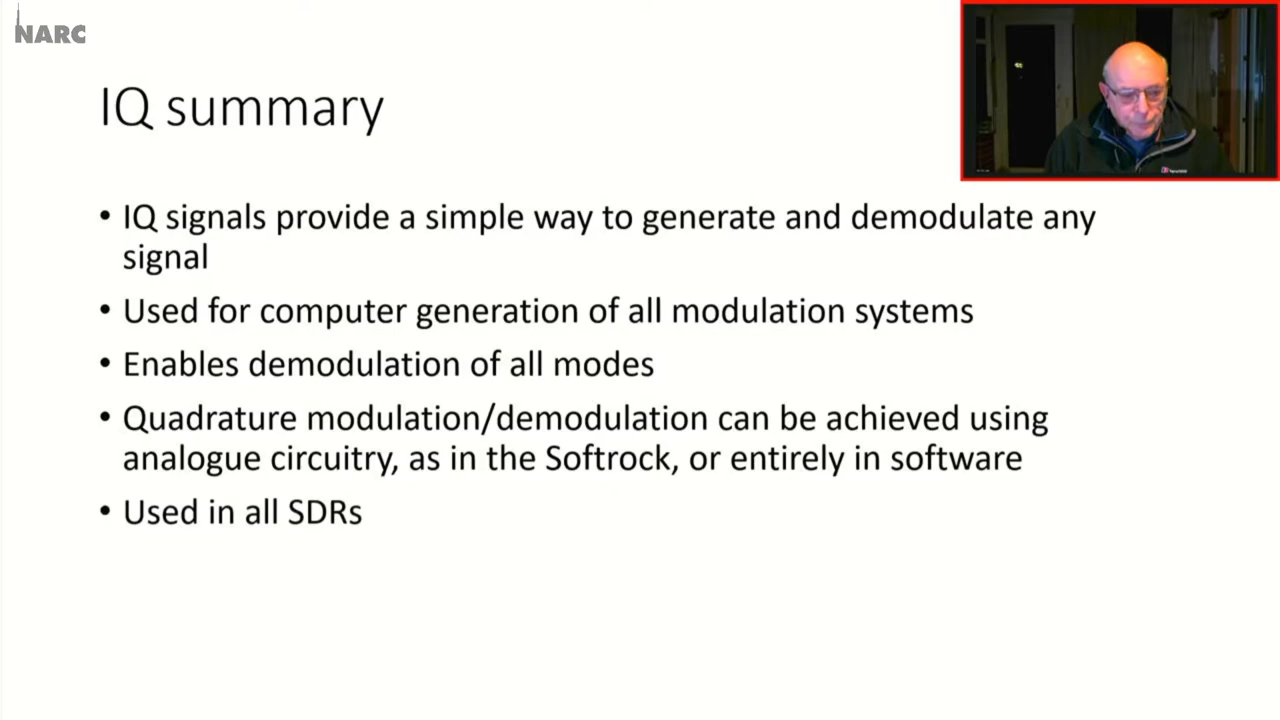 NARC
IQ summary
• IQ signals provide a simple way to generate and demodulate any
signal
• Used for computer generation of all modulation systems
• Enables demodulation of all modes
• Quadrature modulation/demodulation can be achieved using
analogue circuitry, as in the Softrock, or entirely in software
• Used in all SDRs